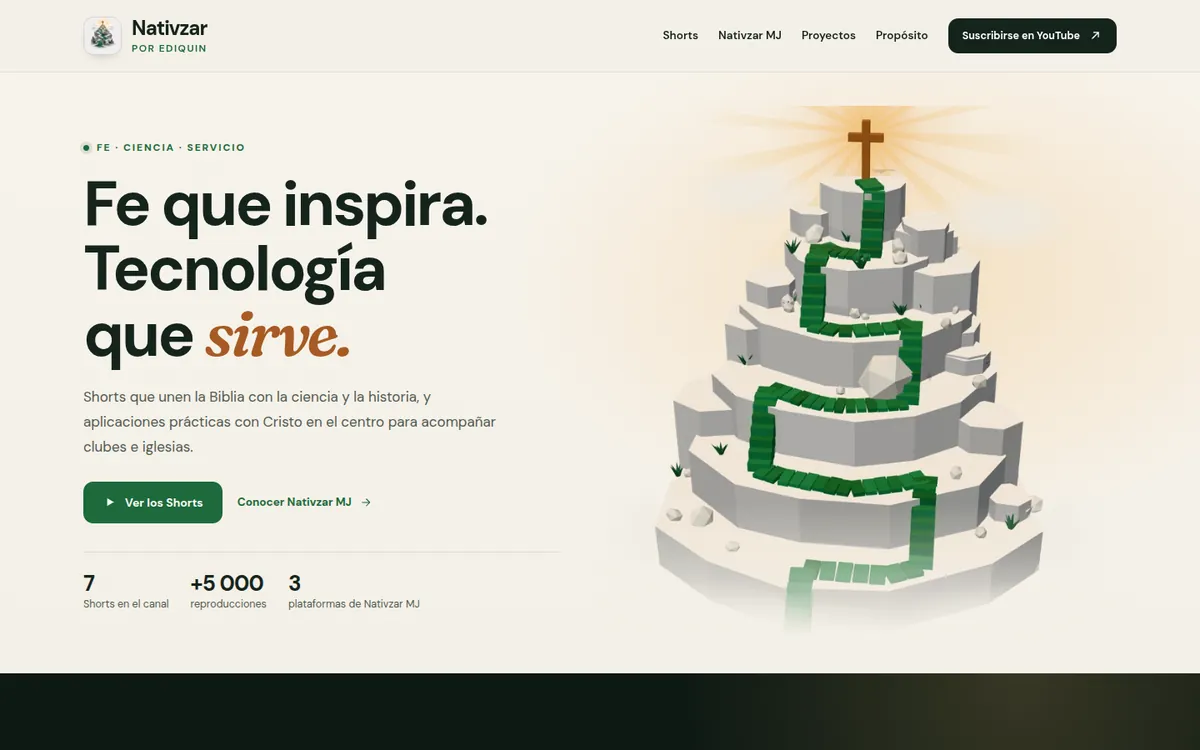 Nativzar
POR EDIQUIN
Shorts
Nativzar MJ
Proyectos
Propósito
Suscribirse en YouTube
FE · CIENCIA · SERVICIO
Fe que inspira.
Tecnología
que sirve.
Shorts que unen la Biblia con la ciencia y la historia, y
aplicaciones prácticas con Cristo en el centro para acompañar
clubes e iglesias.
Ver los Shorts
Conocer Nativzar MJ
7
Shorts en el canal
+5 000
reproducciones
3
plataformas de Nativzar MJ